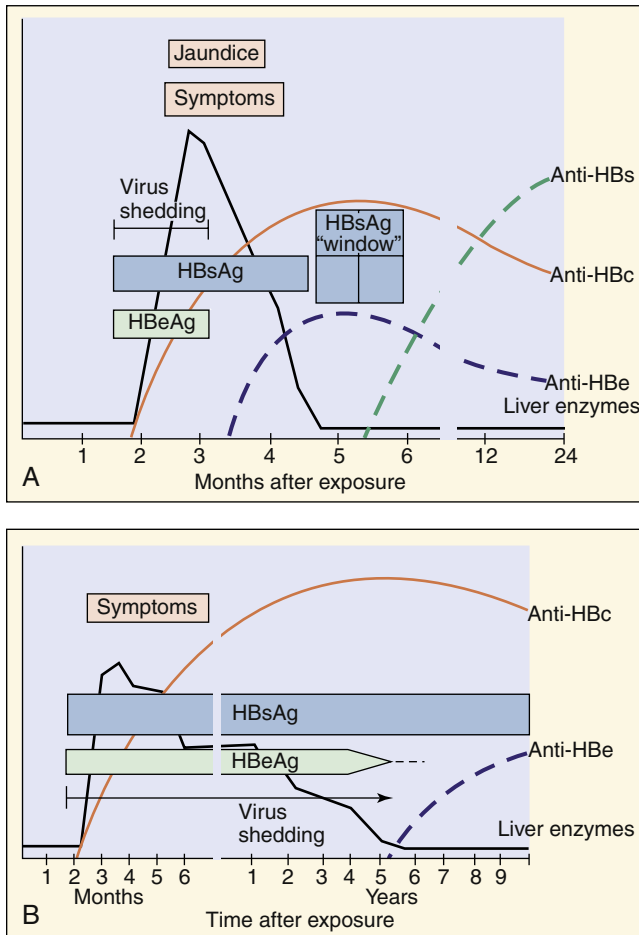 Jaundice
Symptoms
Virus
shedding
HBsAg
HBeAg
HBsAg
“window”
Anti-HBs
Anti-HBc
Anti-HBe
Liver enzymes
1 2 3 4 5 6 12 24
Months after exposure
A
Symptoms
Anti-HBc
HBsAg
Anti-HBe
HBeAg
Virus
shedding
Liver enzymes
1 2 3 4 5 6 1 2 3 4 5 6 7 8 9
Months Years
Time after exposure
B